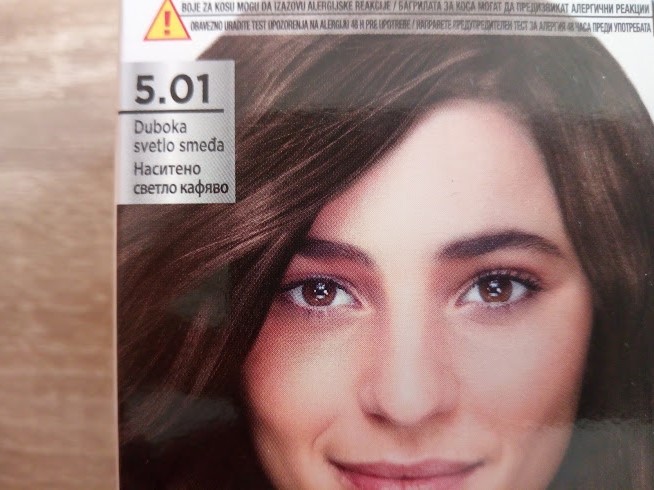 BOJE ZA KOSU MOGU DA IZAZOVU ALERGIJSKE REAKCIJE / БАГРИЛАТА ЗА КОСА МОГАТ ДА ПРЕДИЗВИКАТ АЛЕРГИЧНИ РЕАКЦИИ
OBAVEZNO URADITE TEST UPOZORENJA NA ALERGIJU 48 H PRE UPOTREBE / НАПРАВЕТЕ ПРЕДУПРЕДИТЕЛЕН ТЕСТ ЗА АЛЕРГИЯ 48 ЧАСА ПРЕДИ УПОТРЕБАТА
5.01
Duboka
svetlo smeđa
Наситено
светло кафяво